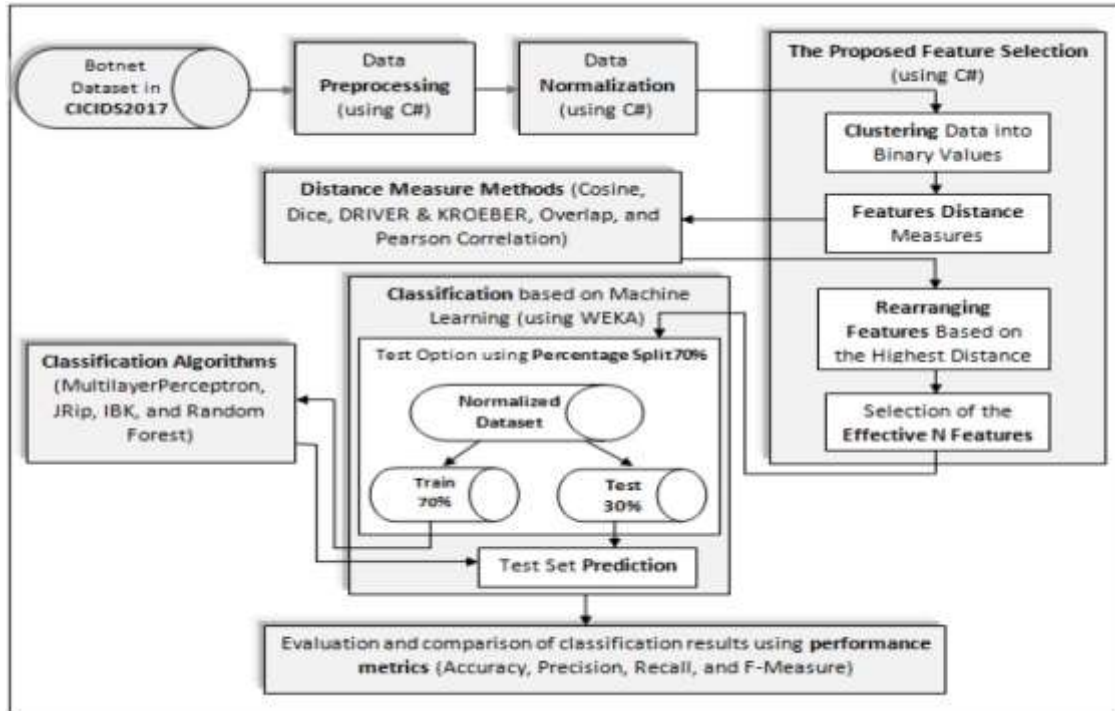 Botnet
Dataset in
CICIDS2017
Data
Preprocessing
(using C#)
Data
Normalization
(using C#)
The Proposed Feature Selection
(using C#)
Clustering Data into
Binary Values
Features Distance
Measures
Distance Measure Methods (Cosine,
Dice, DRIVER & KROEBER, Overlap, and
Pearson Correlation)
Rearranging
Features Based on
the Highest Distance
Selection of the
Effective N Features
Classification based on Machine
Learning (using WEKA)
Test Option using Percentage Split70%
Normalized
Dataset
Train
70%
Test
30%
Classification Algorithms
(MultilayerPerceptron,
JRip, IBK, and Random
Forest)
Test Set Prediction
Evaluation and comparison of classification results using performance
metrics (Accuracy, Precision, Recall, and F-Measure)